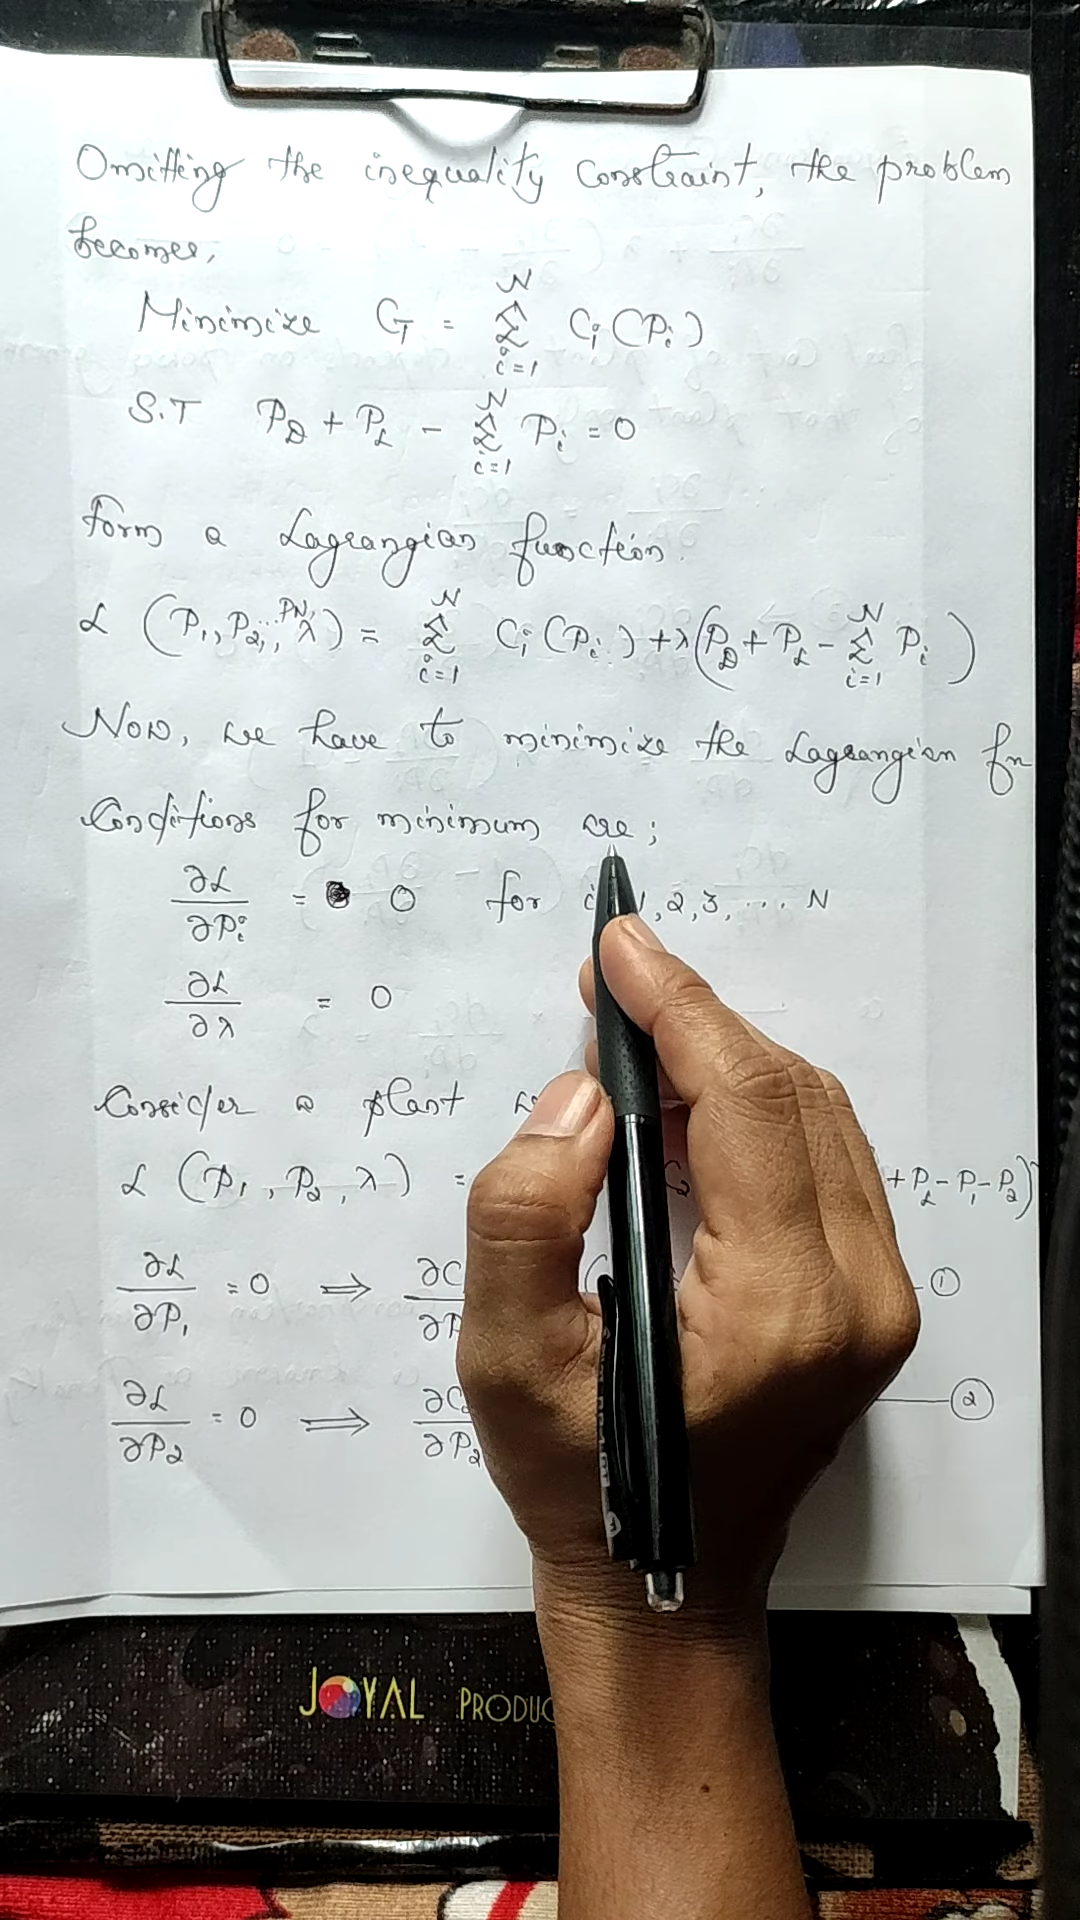 Omitting the inequality constraint, the problem
becomes,
Minimize C_T = Σ_{i=1}^{N} C_i (P_i)
S.T P_D + P_L - Σ_{i=1}^{N} P_i = 0
Form a Lagrangian function.
L (P_1, P_2, ... P_N, λ) = Σ_{i=1}^{N} C_i (P_i) + λ (P_D + P_L - Σ_{i=1}^{N} P_i)
Now, we have to minimize the Lagrangian fn
Conditions for minimum are;
∂L/∂P_i = 0 for i 1, 2, 3, ... N
∂L/∂λ = 0
Consider a plant
L (P_1, P_2, λ) = + P_L - P_1 - P_2)
∂L/∂P_1 = 0 ⟹ ∂C ∂P ①
∂L/∂P_2 = 0 ⟹ ∂C ∂P_2 ②
JOYAL PRODUC